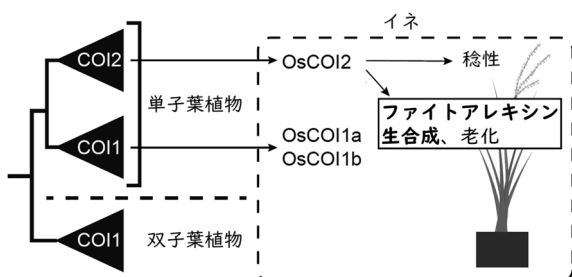 イネ
COI2
OsCOI2
稔性
単子葉植物
ファイトアレキシン
生合成、老化
COI1
OsCOI1a
OsCOI1b
COI1
双子葉植物